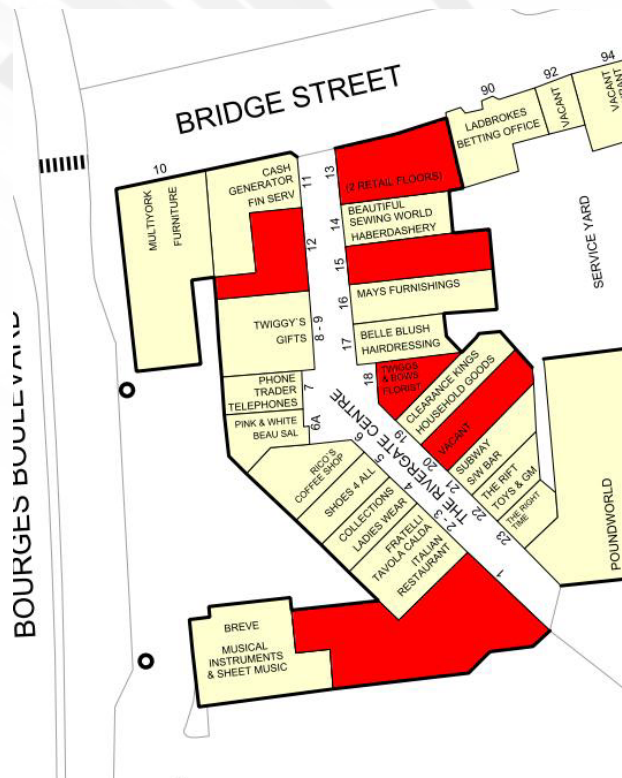 BRIDGE STREET
90
92
94
LADBROKES
BETTING OFFICE
VACANT
VACANT
10
MULTIYORK
FURNITURE
CASH
GENERATOR
FIN SERV
11
13
(2 RETAIL FLOORS)
BEAUTIFUL
SEWING WORLD
HABERDASHERY
14
12
15
MAYS FURNISHINGS
16
SERVICE YARD
TWIGGY`S
GIFTS
8 - 9
BELLE BLUSH
HAIRDRESSING
17
BOURGES BOULEVARD
PHONE
TRADER
TELEPHONES
7
PINK & WHITE
BEAU SAL
6A
18
TWIGGS
& BOWS
FLORIST
CLEARANCE KINGS
HOUSEHOLD GOODS
19
VACANT
20
SUBWAY
S/W BAR
21
THE RIFT
TOYS & GM
22
THE RIGHT
TIME
23
THE RIVERGATE CENTRE
RICO'S
COFFEE SHOP
6
SHOES 4 ALL
5
COLLECTIONS
LADIES WEAR
4
FRATELLI
TAVOLA CALDA
ITALIAN
RESTAURANT
2 - 3
1
POUNDWORLD
BREVE
MUSICAL
INSTRUMENTS
& SHEET MUSIC